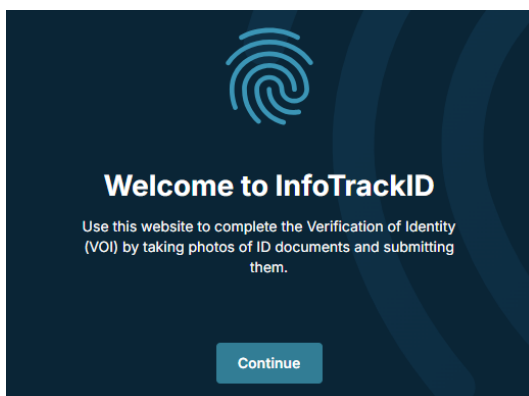 Welcome to InfoTrackID
Use this website to complete the Verification of Identity
(VOI) by taking photos of ID documents and submitting
them.
Continue